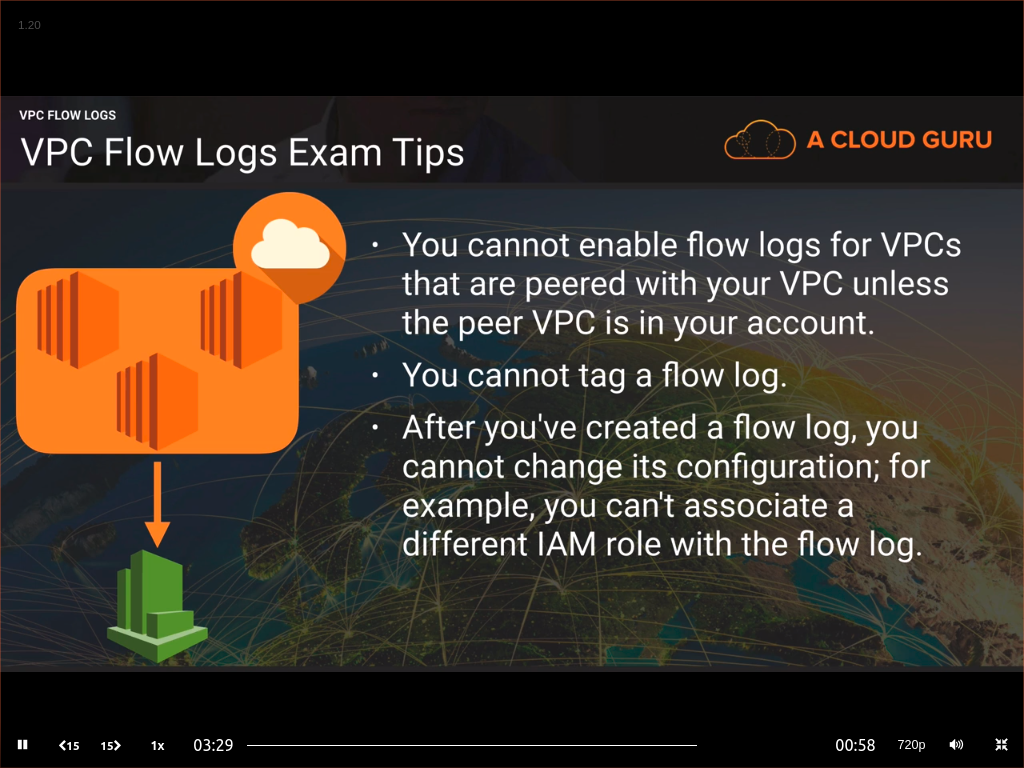 1.20
VPC FLOW LOGS
VPC Flow Logs Exam Tips
A CLOUD GURU
• You cannot enable flow logs for VPCs
that are peered with your VPC unless
the peer VPC is in your account.
• You cannot tag a flow log.
• After you've created a flow log, you
cannot change its configuration; for
example, you can't associate a
different IAM role with the flow log.
15 15 1x 03:29 00:58 720p